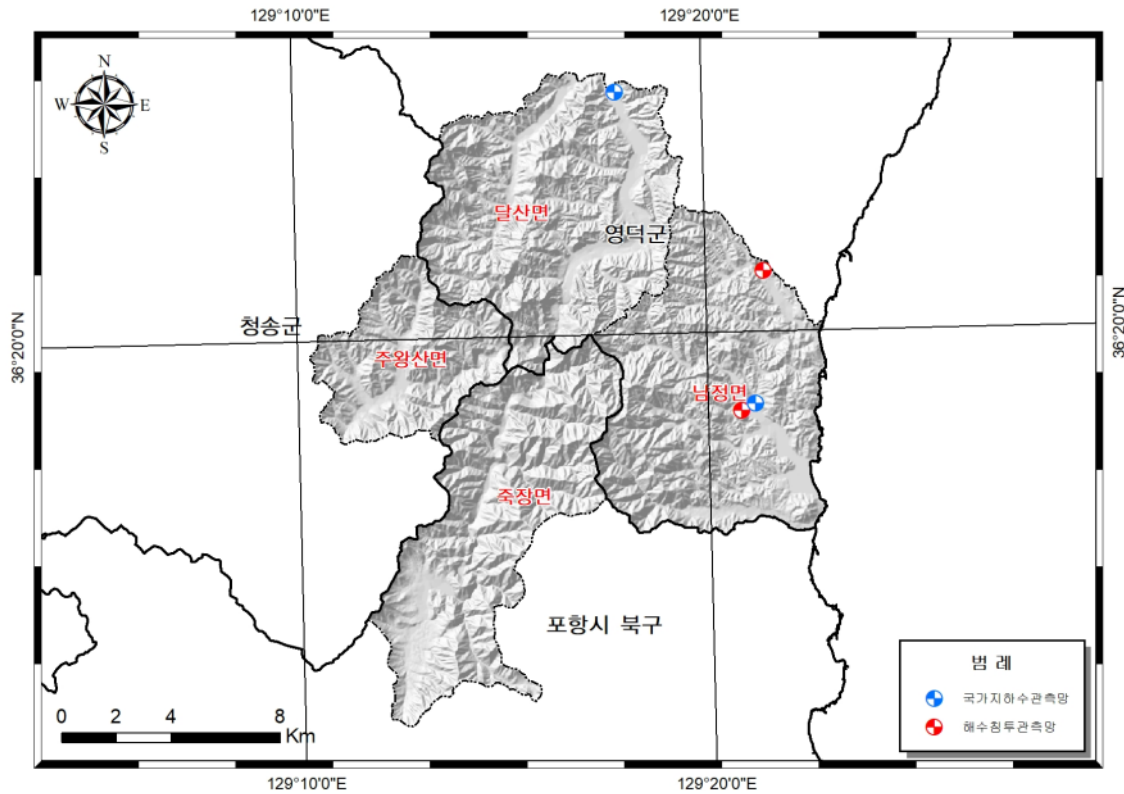 129°10'0"E
129°20'0"E
N
W
E
S
달산면
영덕군
청송군
36°20'0"N
36°20'0"N
주왕산면
남정면
죽장면
포항시 북구
범 례
국가지하수관측망
해수침투관측망
0 2 4 8
Km
129°10'0"E
129°20'0"E